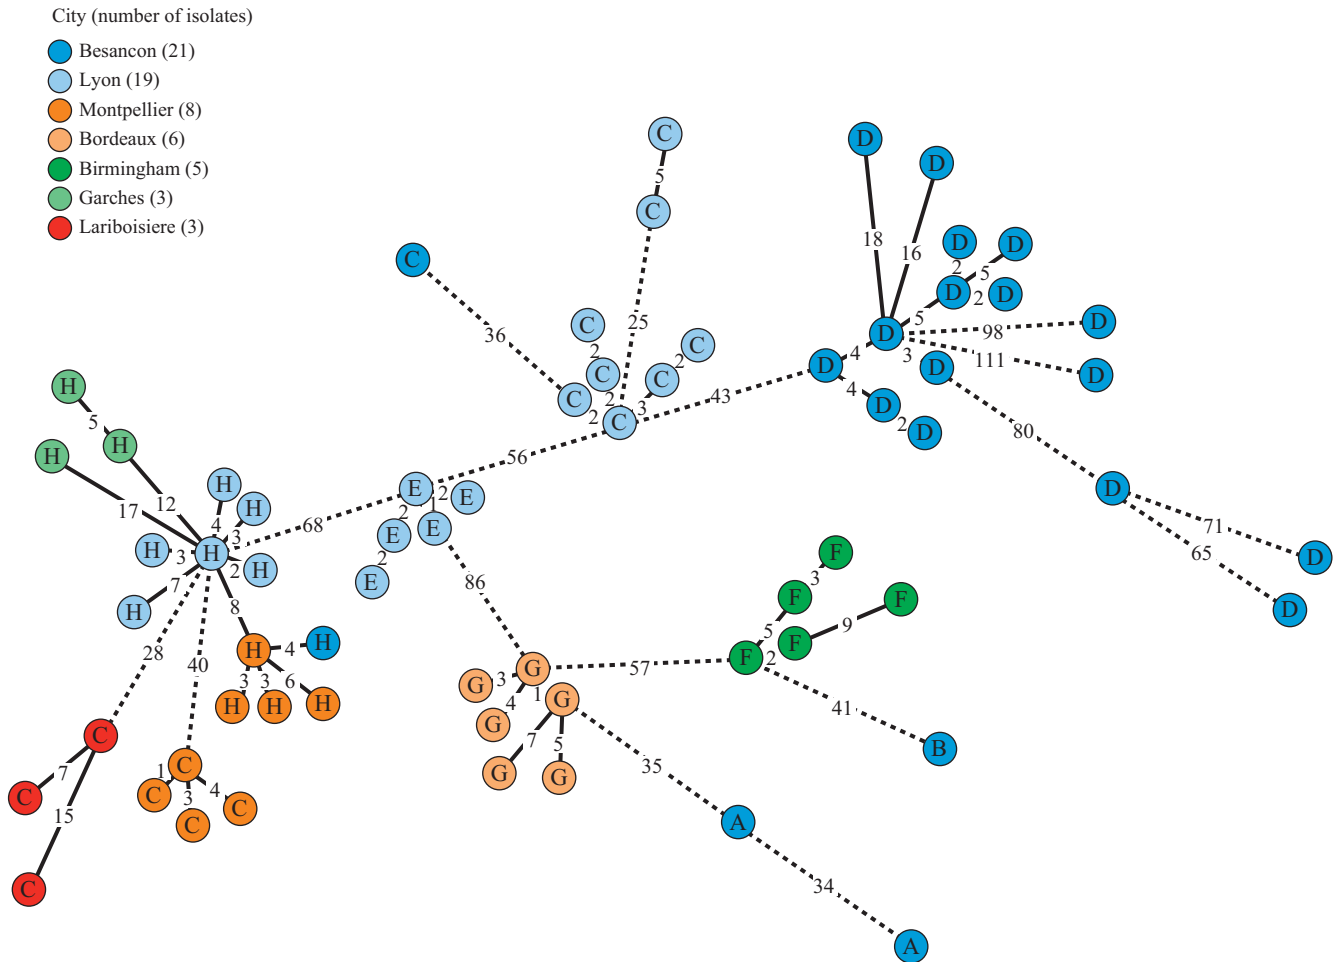 City (number of isolates)
Besancon (21)
Lyon (19)
Montpellier (8)
Bordeaux (6)
Birmingham (5)
Garches (3)
Lariboisiere (3)
C
D
D
5
C
18
16
D
D
C
2
5
D
2
D
5
36
C
25
98
D
D
2
C
4
3
111
D
D
D
C
2
C
2
C
2
3
C
43
4
D
2
D
80
H
5
H
H
56
17
12
H
H
4
3
68
E
2
E
1
2
E
E
2
E
D
71
65
D
D
H
3
H
2
H
7
H
8
86
F
3
F
F
9
F
5
F
2
H
4
H
3
3
6
H
H
H
28
40
G
3
G
4
1
G
G
7
5
G
G
57
41
B
35
C
7
C
15
C
C
1
C
3
4
C
C
A
34
A